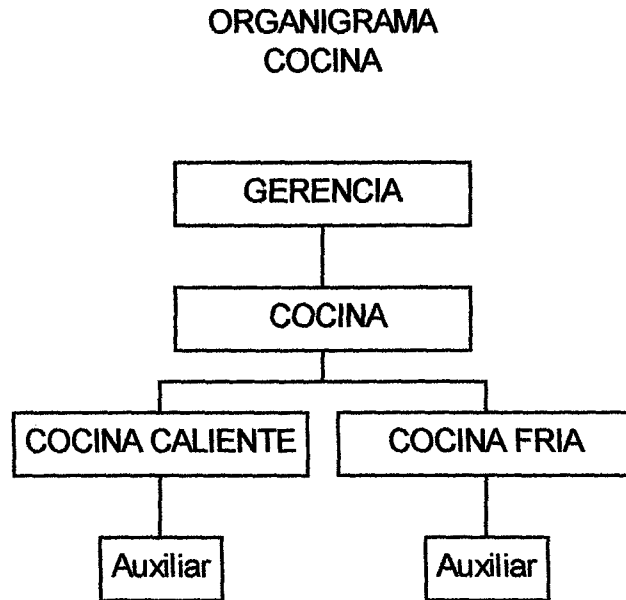 ORGANIGRAMA
COCINA
GERENCIA
COCINA
COCINA CALIENTE
COCINA FRIA
Auxiliar
Auxiliar